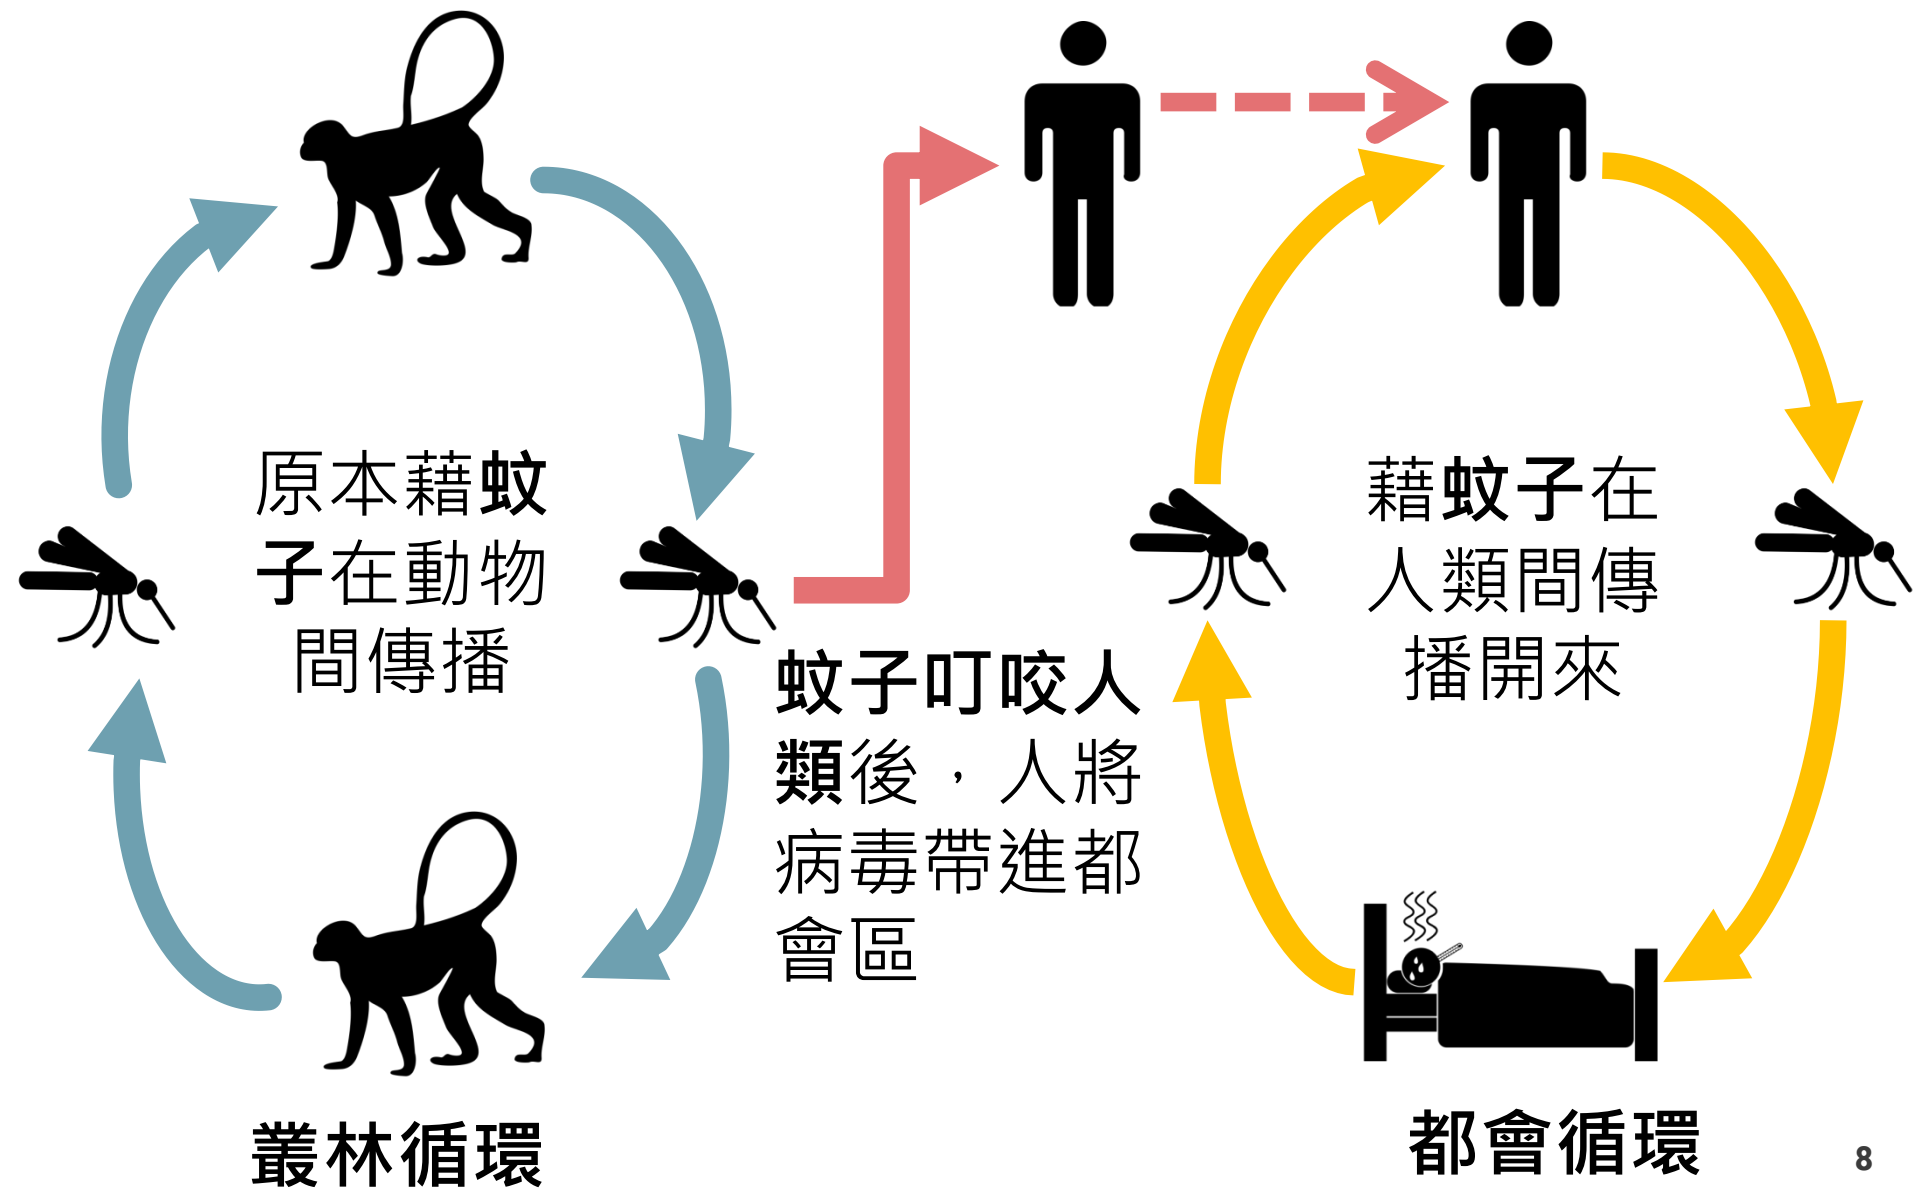 原本藉蚊
子在動物
間傳播
蚊子叮咬人
類後，人將
病毒帶進都
會區
藉蚊子在
人類間傳
播開來
叢林循環
都會循環
8